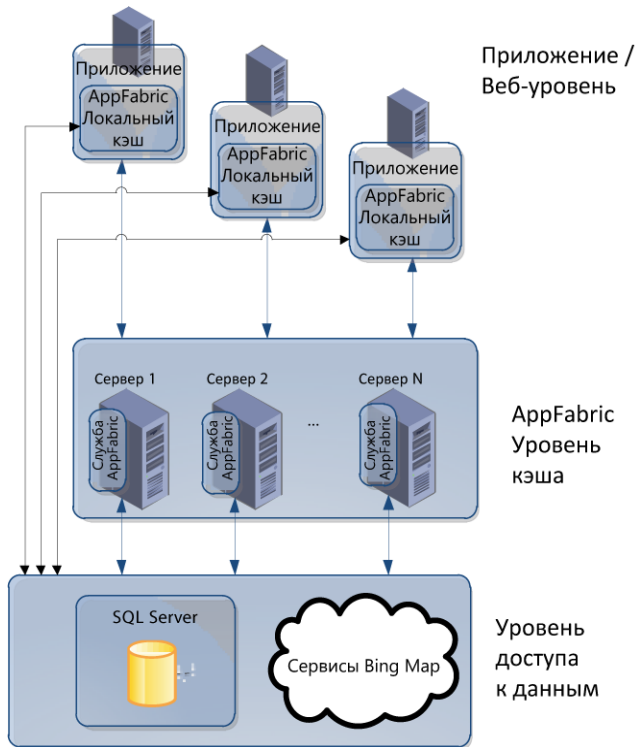 Приложение /
Веб-уровень
Приложение
AppFabric
Локальный
кэш
Приложение
AppFabric
Локальный
кэш
Приложение
AppFabric
Локальный
кэш
Сервер 1
Сервер 2
Сервер N
...
Служба
AppFabric
Служба
AppFabric
Служба
AppFabric
AppFabric
Уровень
кэша
SQL Server
Сервисы Bing Map
Уровень
доступа
к данным